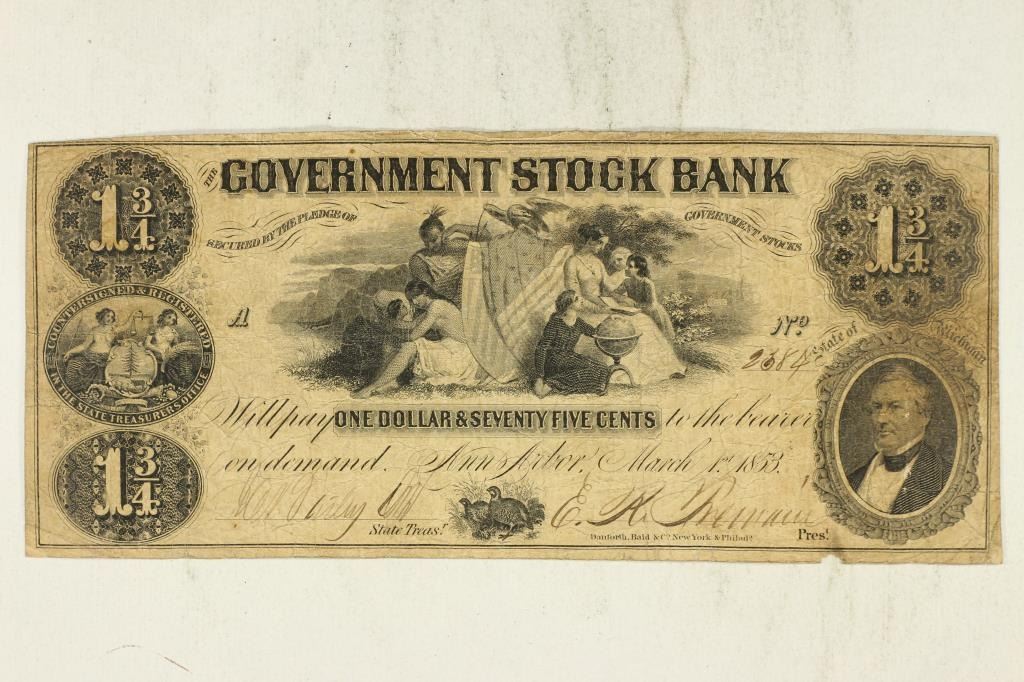 THE GOVERNMENT STOCK BANK
SECURED BY THE PLEDGE OF GOVERNMENT STOCKS
1 3/4
1 3/4
COUNTERSIGNED & REGISTERED
IN THE STATE TREASURERS OFFICE
A
No
2384
State of Michigan
Will pay ONE DOLLAR & SEVENTY FIVE CENTS to the bearer
on demand. Ann Arbor, March 1st 1853.
1 3/4
E. R.
State Treasr.
Danforth, Bald & Co. New York & Philada.
Prest.